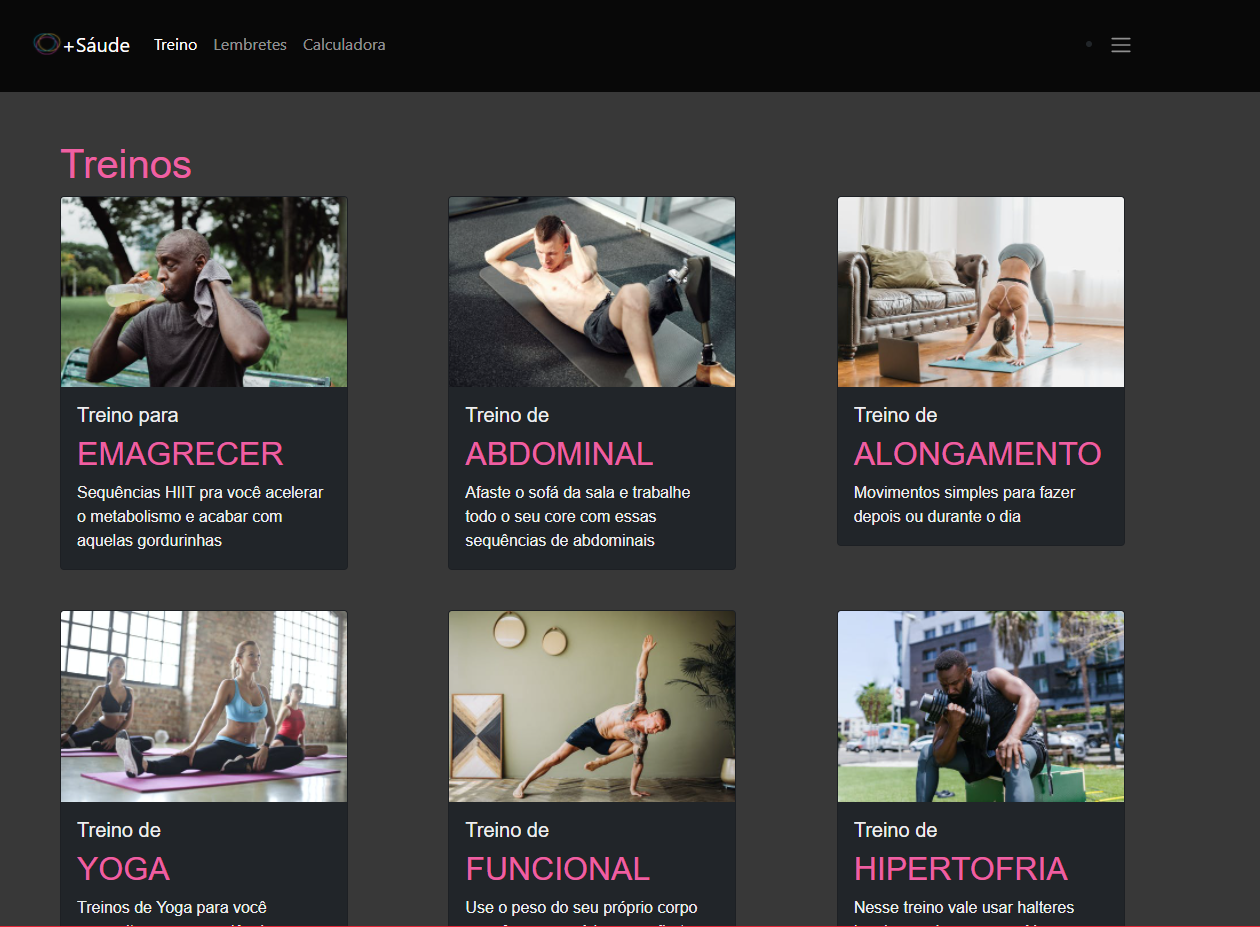 +Sáude Treino Lembretes Calculadora
Treinos
Treino para
EMAGRECER
Sequências HIIT pra você acelerar
o metabolismo e acabar com
aquelas gordurinhas
Treino de
ABDOMINAL
Afaste o sofá da sala e trabalhe
todo o seu core com essas
sequências de abdominais
Treino de
ALONGAMENTO
Movimentos simples para fazer
depois ou durante o dia
Treino de
YOGA
Treinos de Yoga para você
Treino de
FUNCIONAL
Use o peso do seu próprio corpo
Treino de
HIPERTOFRIA
Nesse treino vale usar halteres